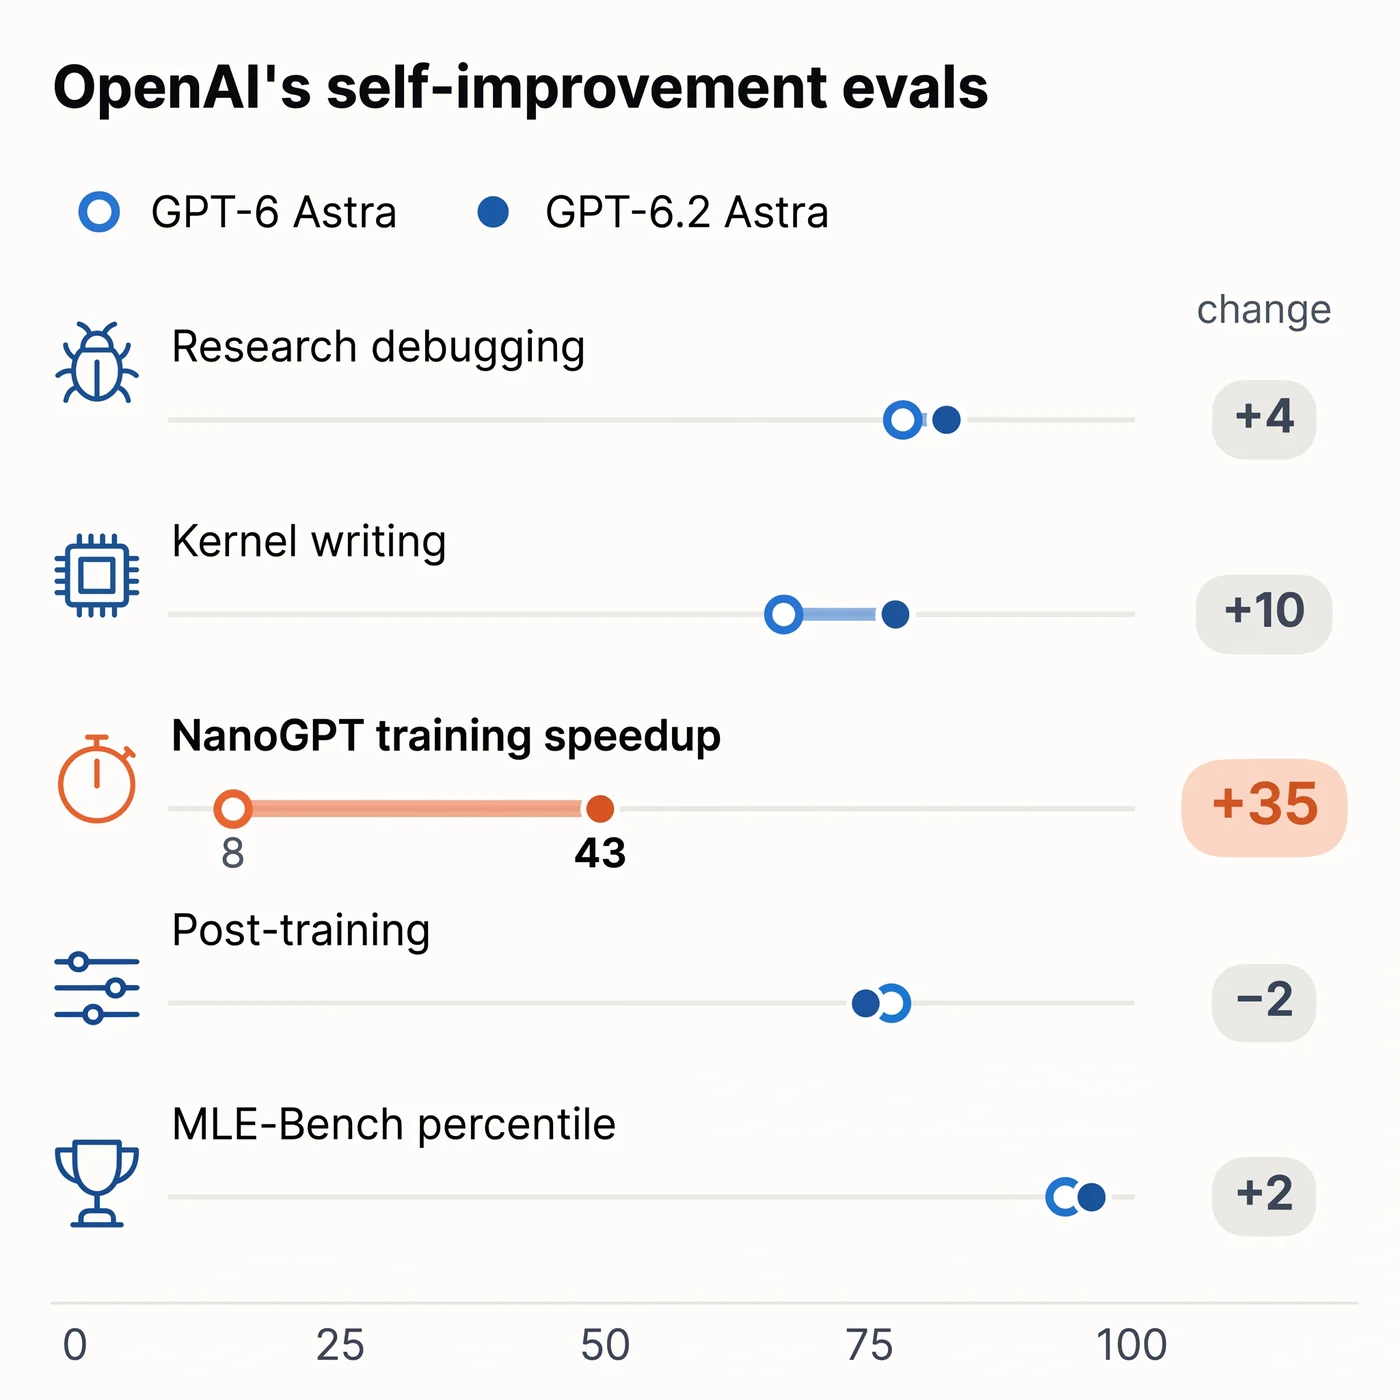 OpenAI's self-improvement evals
GPT-6 Astra
GPT-6.2 Astra
change
Research debugging
+4
Kernel writing
+10
NanoGPT training speedup
+35
8
43
Post-training
−2
MLE-Bench percentile
+2
0 25 50 75 100